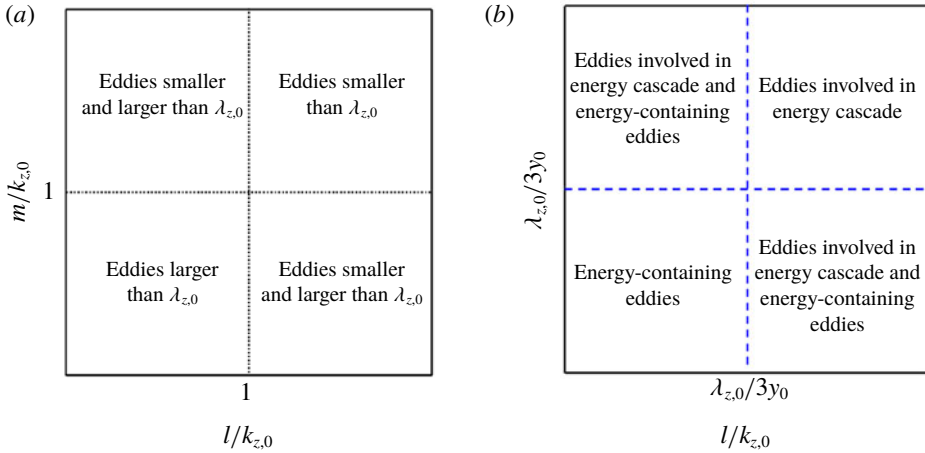 (a)
Eddies smaller
and larger than λz,0
Eddies smaller
than λz,0
m/kz,0
1
Eddies larger
than λz,0
Eddies smaller
and larger than λz,0
1
l/kz,0
(b)
Eddies involved in
energy cascade and
energy-containing
eddies
Eddies involved in
energy cascade
λz,0/3y0
Energy-containing
eddies
Eddies involved in
energy cascade and
energy-containing
eddies
λz,0/3y0
l/kz,0